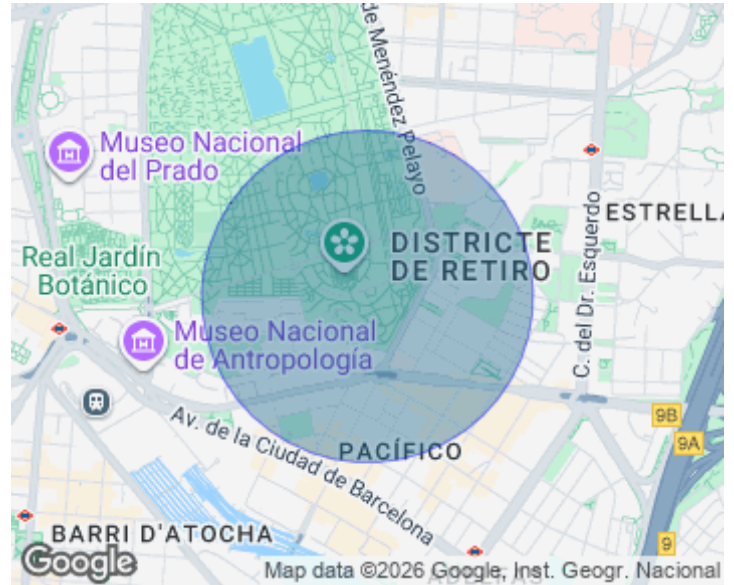 de Menéndez Pelayo
Museo Nacional
del Prado
ESTRELL
DISTRICTE
DE RETIRO
Real Jardín
Botánico
C. del Dr. Esquerdo
Museo Nacional
de Antropología
9B
9A
Av. de la Ciudad de Barcelona
PACÍFICO
BARRI D'ATOCHA
9
Google
Map data ©2026 Google, Inst. Geogr. Nacional